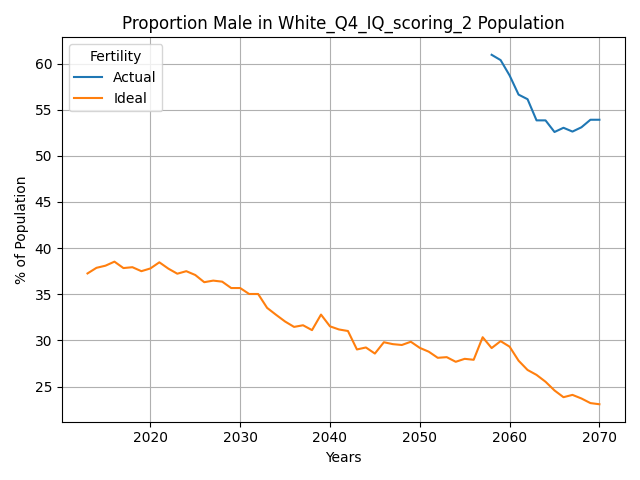 Proportion Male in White_Q4_IQ_scoring_2 Population
Fertility
Actual
Ideal
% of Population
60
55
50
45
40
35
30
25
2020
2030
2040
2050
2060
2070
Years